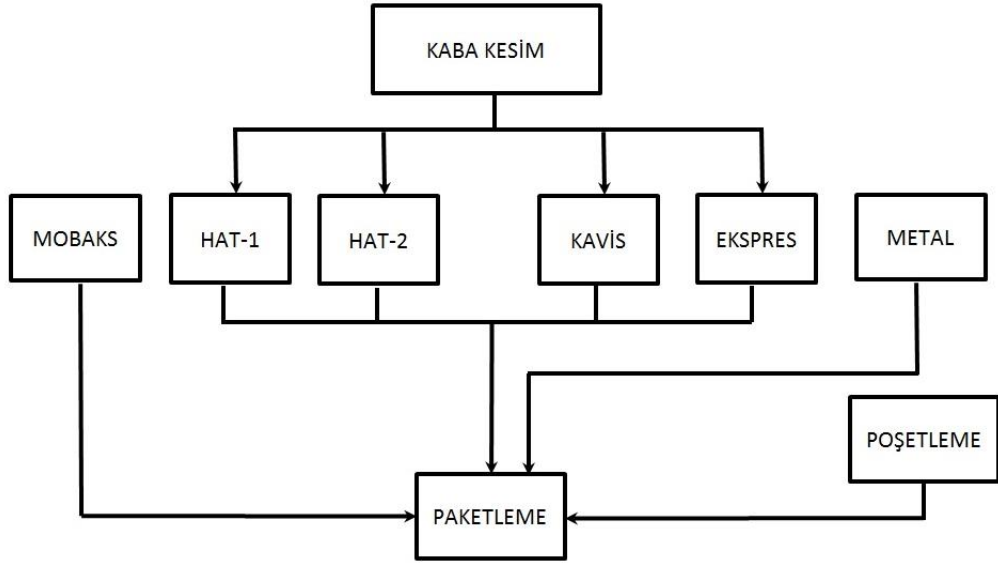 KABA KESİM
MOBAKS
HAT-1
HAT-2
KAVİS
EKSPRES
METAL
POŞETLEME
PAKETLEME